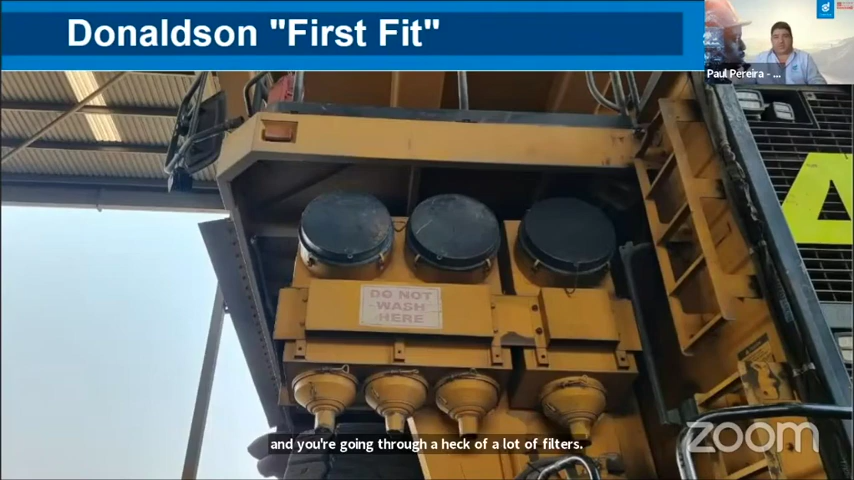 Donaldson "First Fit"
Paul Pereira - ...
DO NOT
WASH
HERE
and you're going through a heck of a lot of filters.
zoom